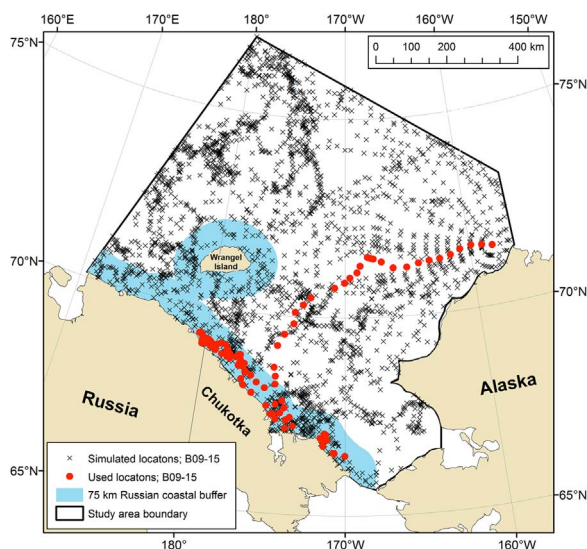 160°E 170°E 180° 170°W 160°W 150°W
0 100 200 400 km
75°N
75°N
Wrangel
Island
70°N
70°N
Russia
Chukotka
Alaska
Simulated locatons; B09-15
Used locatons; B09-15
75 km Russian coastal buffer
Study area boundary
65°N
65°N
180° 170°W